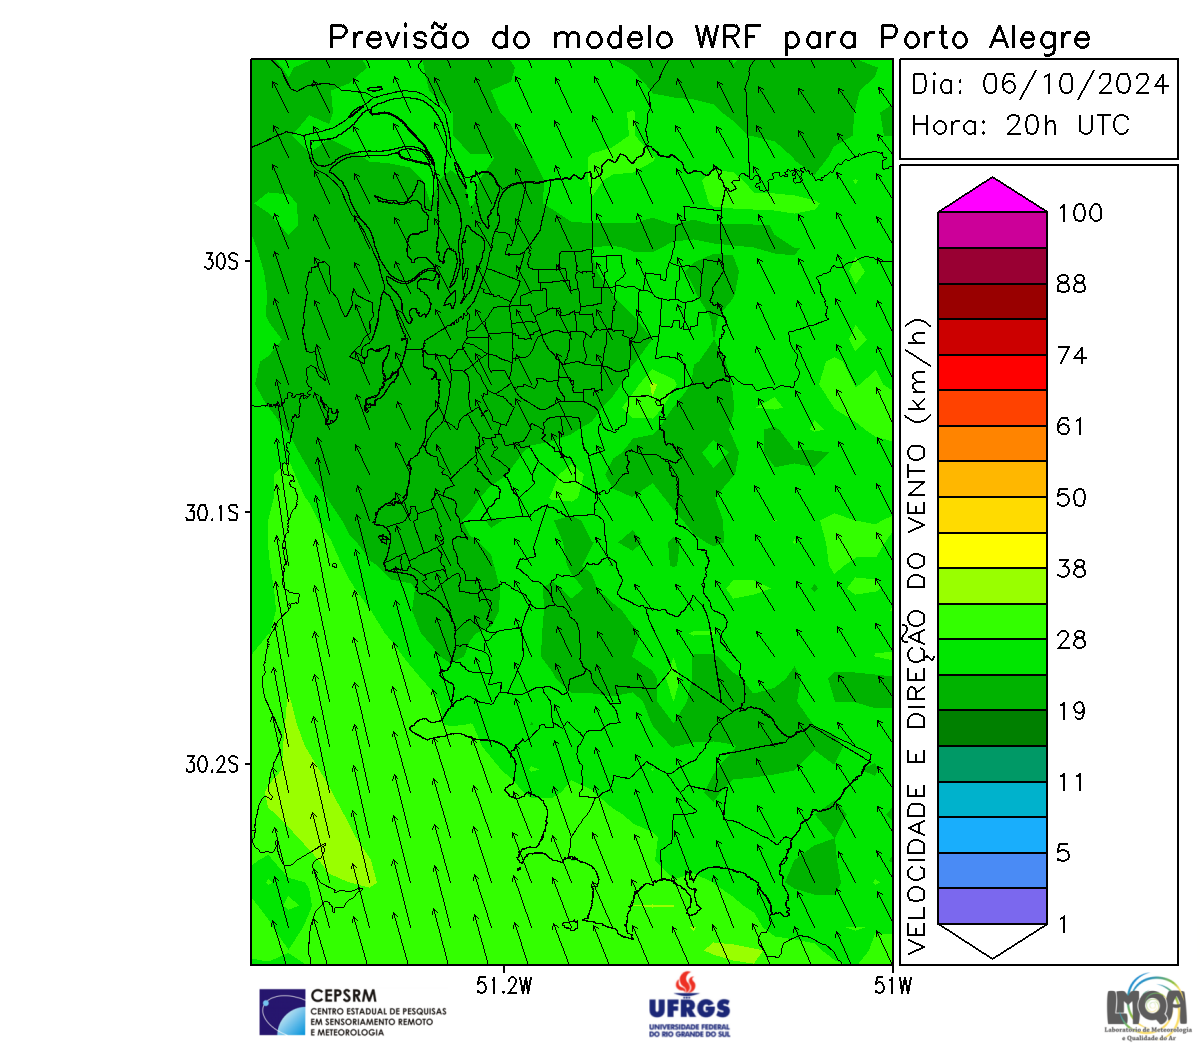 Previsão do modelo WRF para Porto Alegre
Dia: 06/10/2024
Hora: 20h UTC
100
88
74
61
50
38
28
19
11
5
1
VELOCIDADE E DIREÇÃO DO VENTO (km/h)
30S
30.1S
30.2S
51.2W
51W
CEPSRM
CENTRO ESTADUAL DE PESQUISAS
EM SENSORIAMENTO REMOTO
E METEOROLOGIA
UFRGS
UNIVERSIDADE FEDERAL
DO RIO GRANDE DO SUL
LMQA
Laboratório de Meteorologia
e Qualidade do Ar